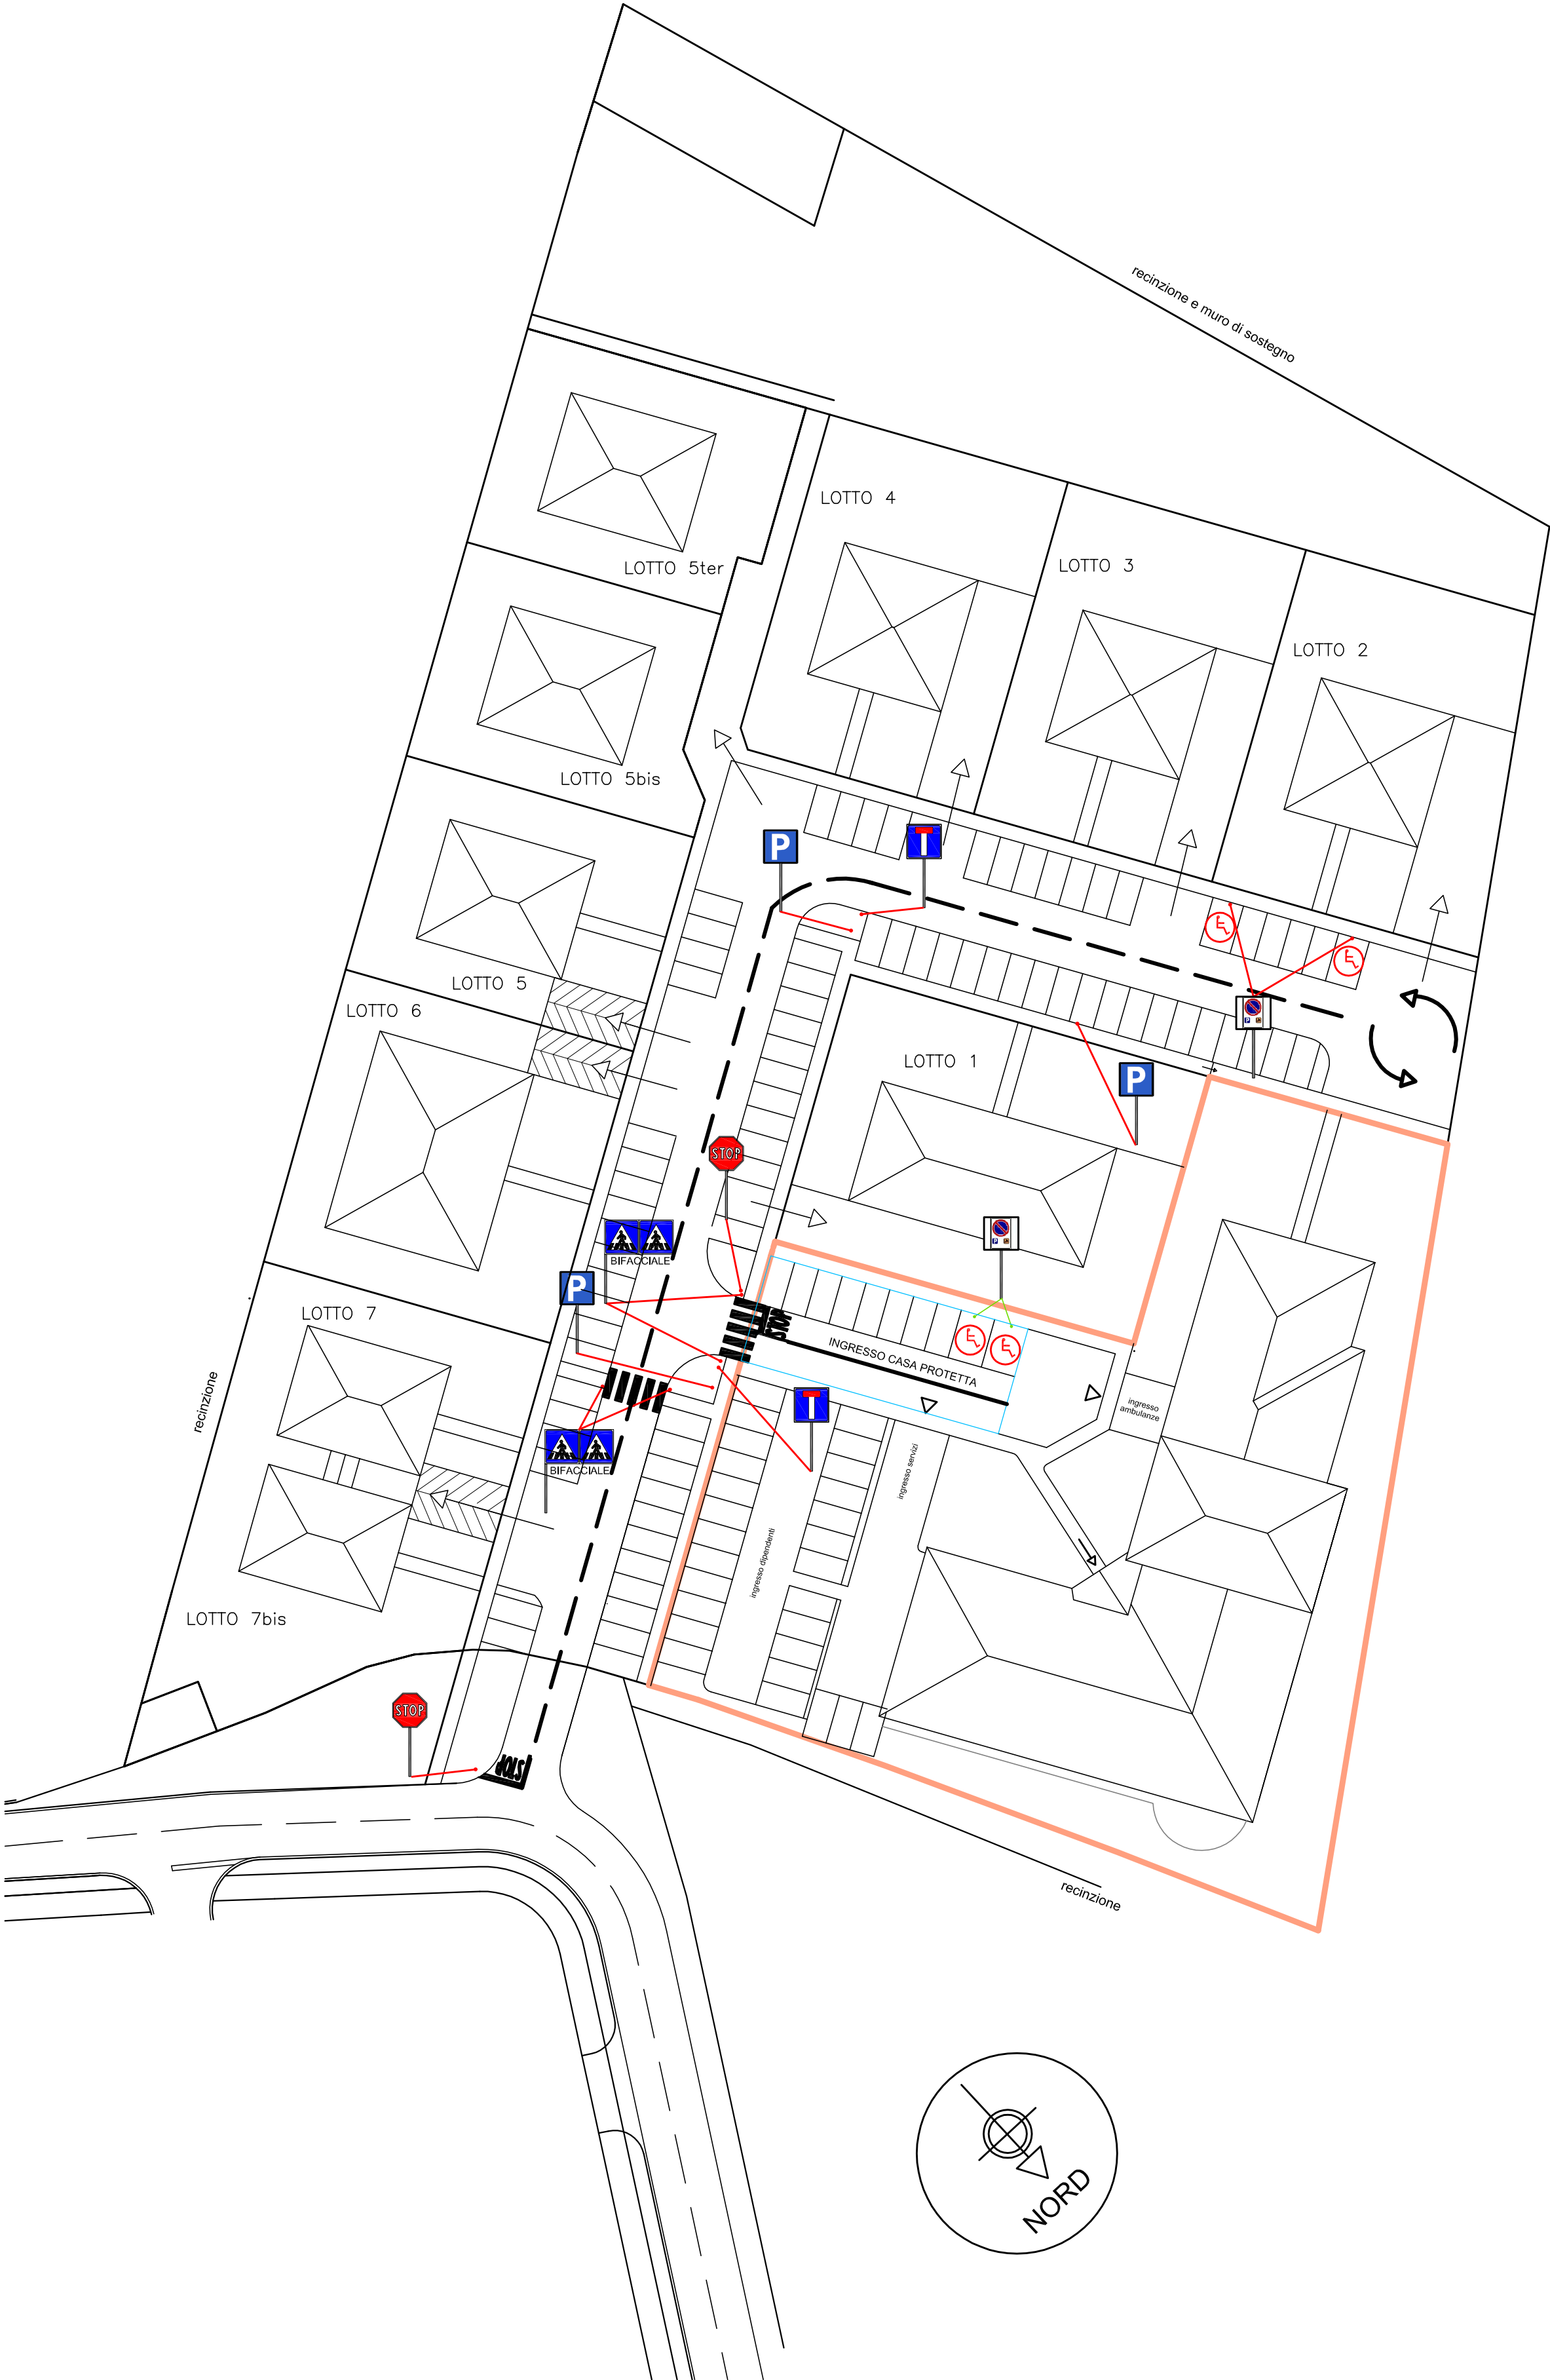 recinzione e muro di sostegno
LOTTO 4
LOTTO 3
LOTTO 5ter
LOTTO 2
LOTTO 5bis
P
LOTTO 5
LOTTO 6
LOTTO 1
P
STOP
BIFACCIALE
P
LOTTO 7
STOP
INGRESSO CASA PROTETTA
ingresso
ambulanze
recinzione
BIFACCIALE
ingresso servizi
ingresso dipendenti
LOTTO 7bis
STOP
STOP
recinzione
NORD